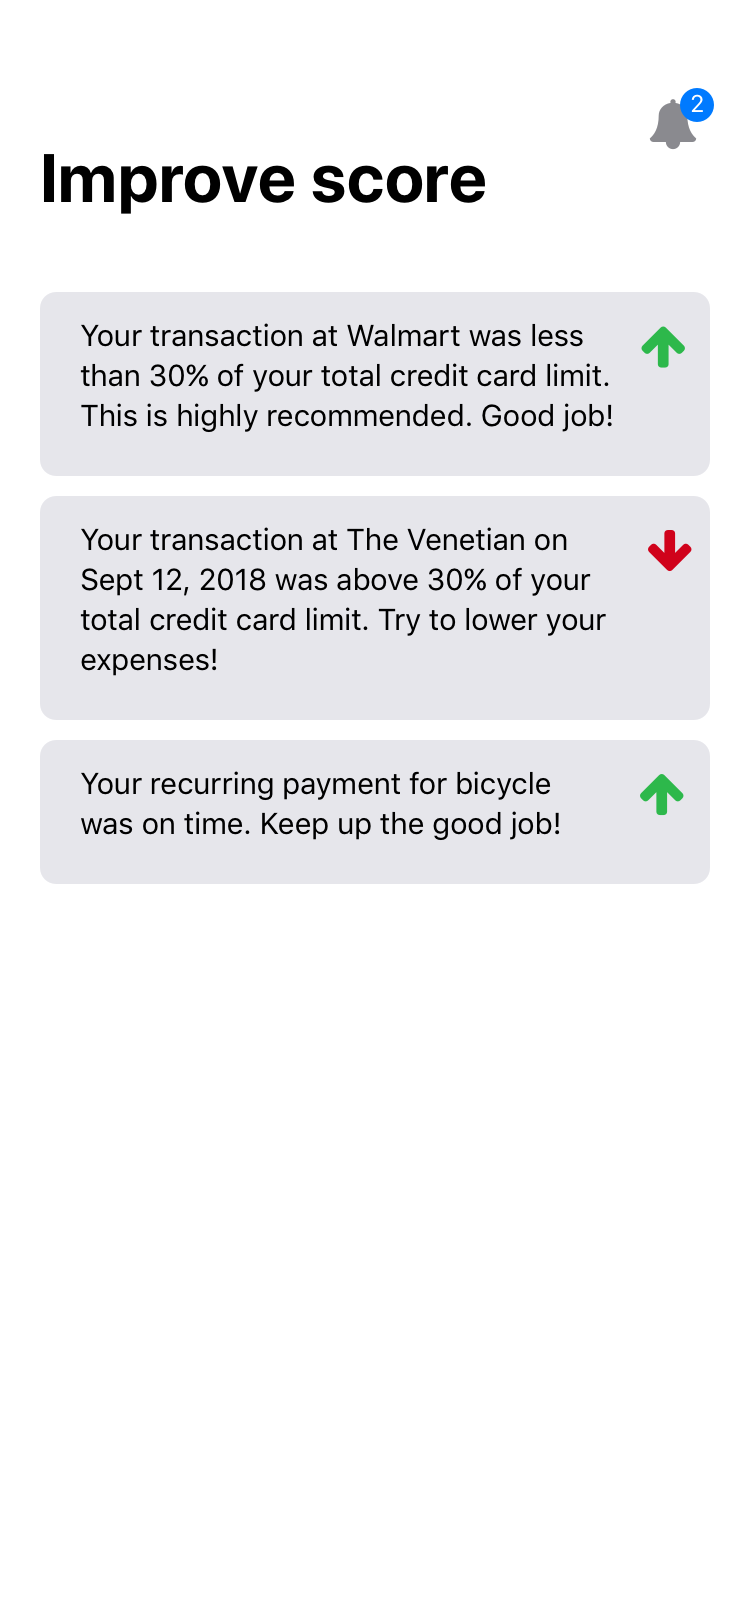 2
Improve score
Your transaction at Walmart was less
than 30% of your total credit card limit.
This is highly recommended. Good job!
Your transaction at The Venetian on
Sept 12, 2018 was above 30% of your
total credit card limit. Try to lower your
expenses!
Your recurring payment for bicycle
was on time. Keep up the good job!